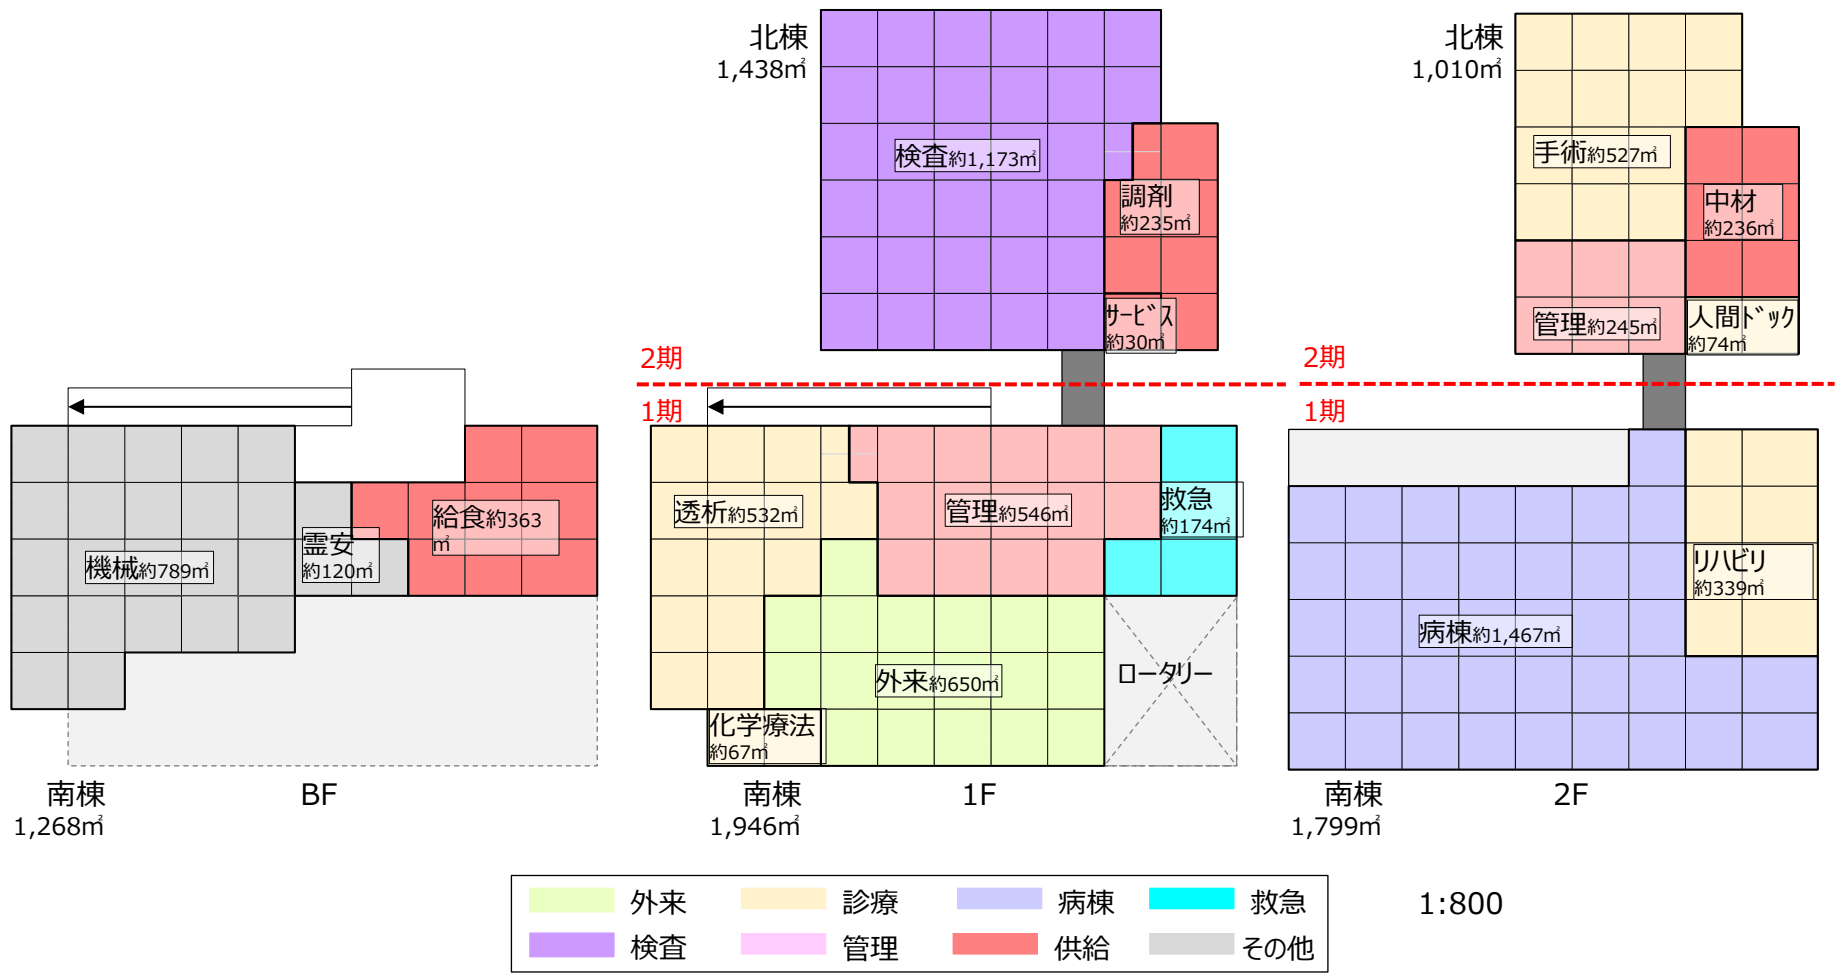 北棟
1,438㎡
検査約1,173㎡
調剤
約235㎡
ｻｰﾋﾞｽ
約30㎡
北棟
1,010㎡
手術約527㎡
中材
約236㎡
管理約245㎡
人間ﾄﾞｯｸ
約74㎡
2期
1期
2期
1期
機械約789㎡
霊安
約120㎡
給食約363
㎡
透析約532㎡
管理約546㎡
救急
約174㎡
外来約650㎡
化学療法
約67㎡
ﾛｰﾀﾘｰ
病棟約1,467㎡
ﾘﾊﾋﾞﾘ
約339㎡
南棟
1,268㎡
BF
南棟
1,946㎡
1F
南棟
1,799㎡
2F
外来 診療 病棟 救急
検査 管理 供給 その他
1:800